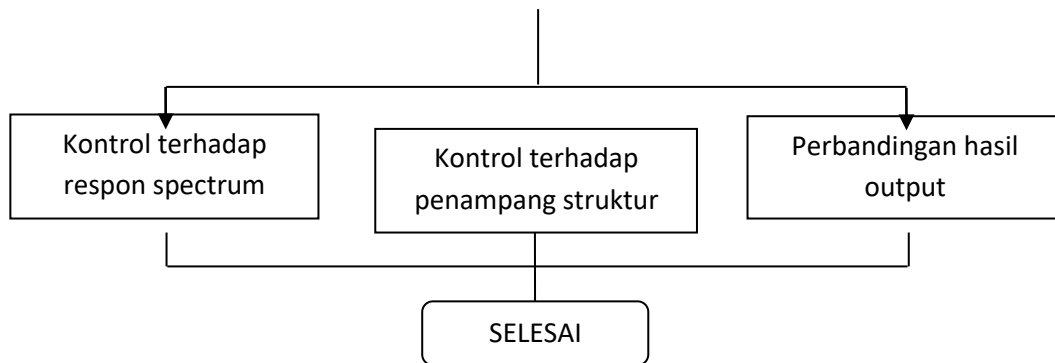 Kontrol terhadap
respon spectrum
Kontrol terhadap
penampang struktur
Perbandingan hasil
output
SELESAI